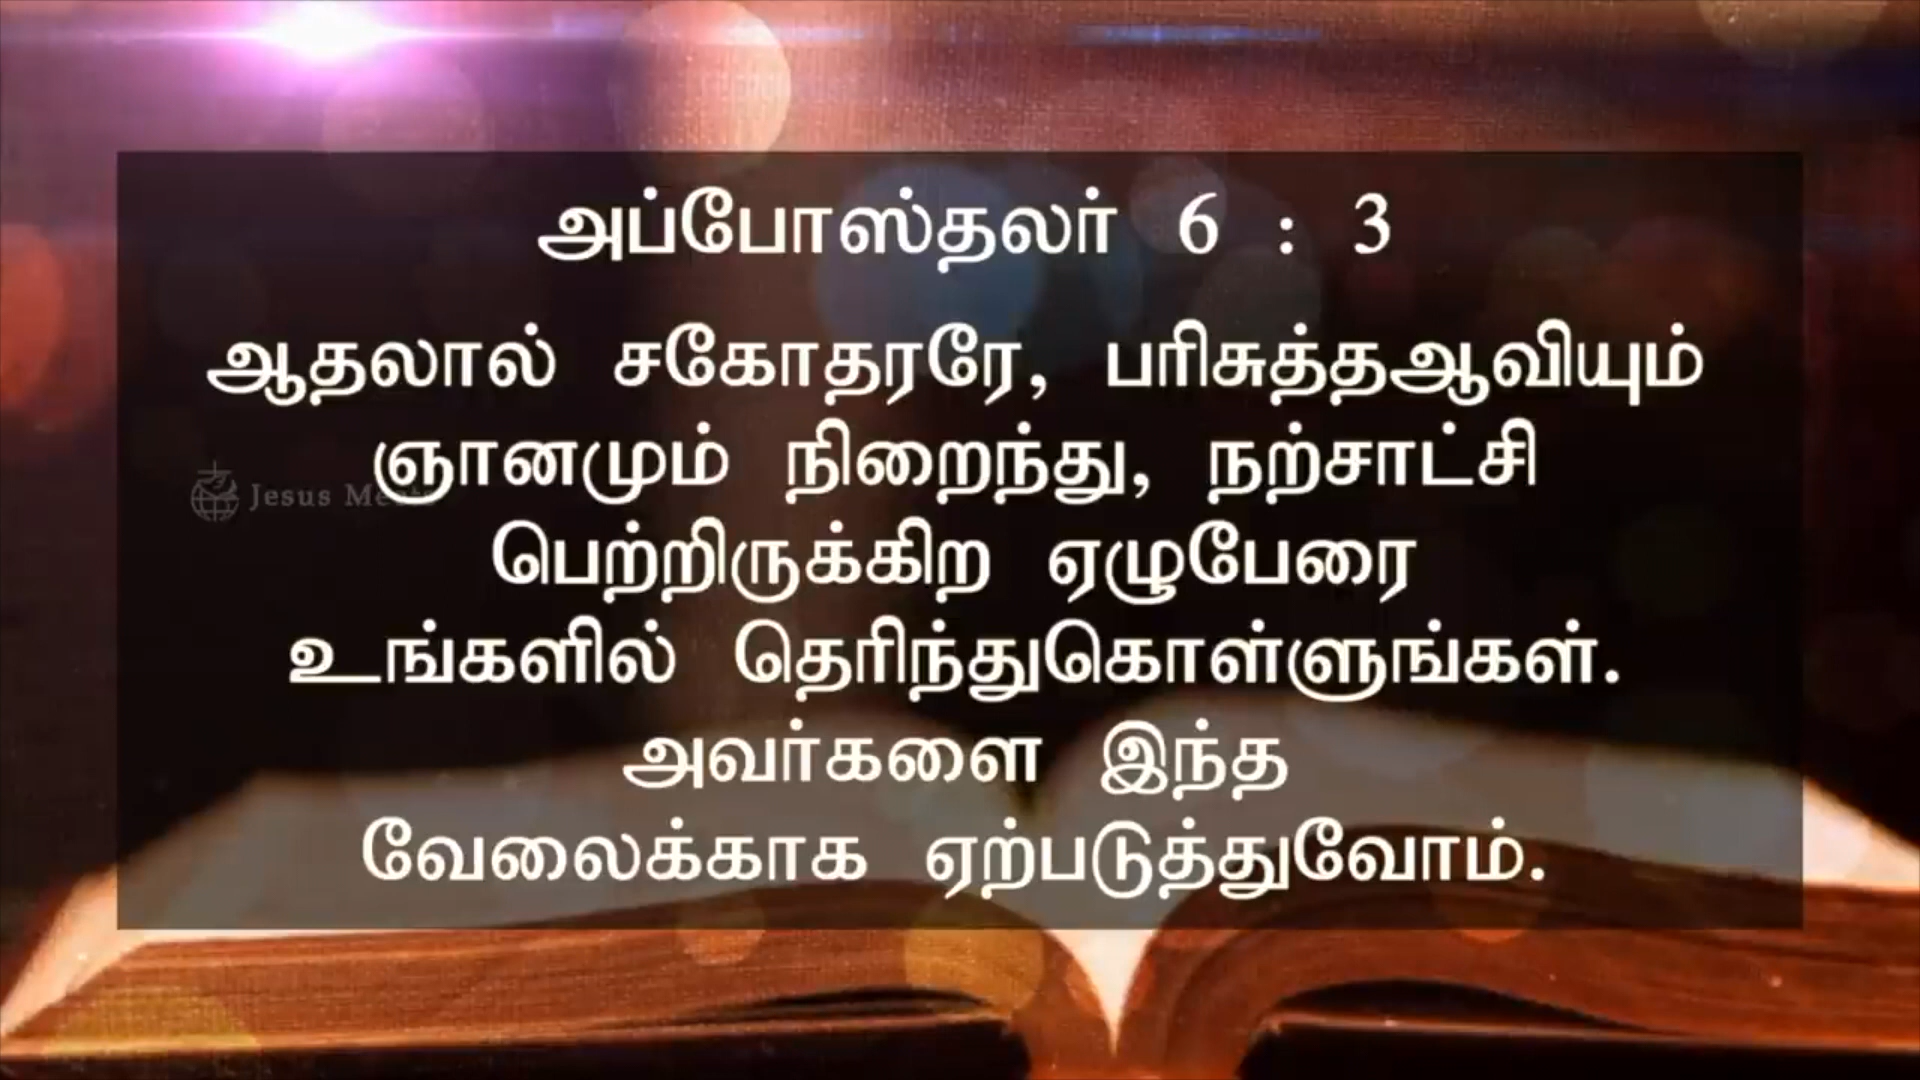 அப்போஸ்தலர் 6 : 3
ஆதலால் சகோதரரே, பரிசுத்தஆவியும்
ஞானமும் நிறைந்து, நற்சாட்சி
Jesus
பெற்றிருக்கிற ஏழுபேரை
உங்களில் தெரிந்துகொள்ளுங்கள்.
அவர்களை இந்த
வேலைக்காக ஏற்படுத்துவோம்.